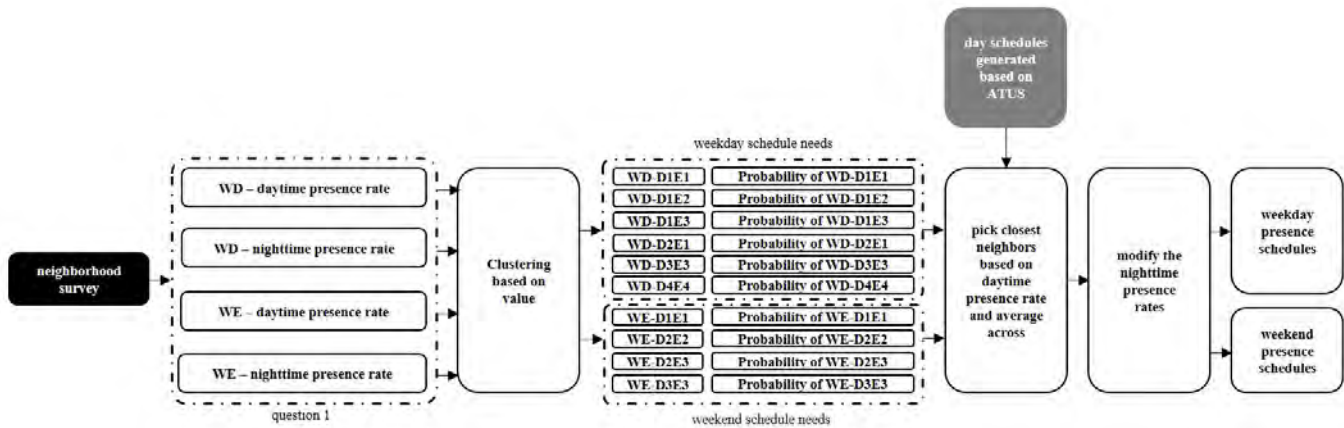 neighborhood
survey
WD – daytime presence rate
WD – nighttime presence rate
WE – daytime presence rate
WE – nighttime presence rate
question 1
Clustering
based on
value
weekday schedule needs
WD-D1E1 Probability of WD-D1E1
WD-D1E2 Probability of WD-D1E2
WD-D1E3 Probability of WD-D1E3
WD-D2E1 Probability of WD-D2E1
WD-D3E3 Probability of WD-D3E3
WD-D4E4 Probability of WD-D4E4
WE-D1E1 Probability of WE-D1E1
WE-D2E2 Probability of WE-D2E2
WE-D2E3 Probability of WE-D2E3
WE-D3E3 Probability of WE-D3E3
weekend schedule needs
day schedules
generated
based on
ATUS
pick closest
neighbors
based on
daytime
presence rate
and average
across
modify the
nighttime
presence
rates
weekday
presence
schedules
weekend
presence
schedules